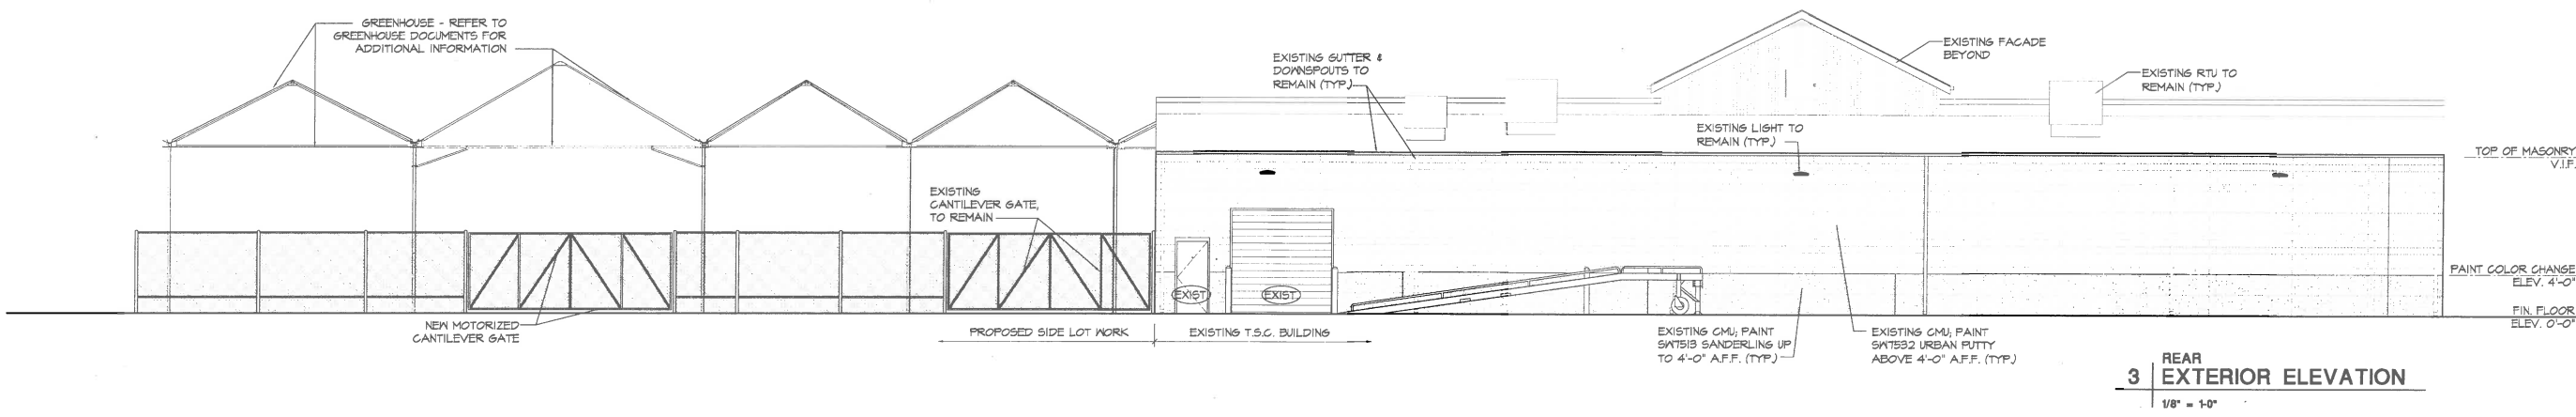 GREENHOUSE - REFER TO
GREENHOUSE DOCUMENTS FOR
ADDITIONAL INFORMATION
EXISTING GUTTER &
DOWNSPOUTS TO
REMAIN (TYP.)
EXISTING FACADE
BEYOND
EXISTING RTU TO
REMAIN (TYP.)
EXISTING LIGHT TO
REMAIN (TYP.)
TOP OF MASONRY
V.I.F.
EXISTING
CANTILEVER GATE,
TO REMAIN
PAINT COLOR CHANGE
ELEV. 4'-0"
EXIST.
EXIST.
FIN. FLOOR
ELEV. 0'-0"
NEW MOTORIZED
CANTILEVER GATE
PROPOSED SIDE LOT WORK
EXISTING T.S.C. BUILDING
EXISTING CMU; PAINT
SW7513 SANDERLING UP
TO 4'-0" A.F.F. (TYP.)
EXISTING CMU; PAINT
SW7532 URBAN PUTTY
ABOVE 4'-0" A.F.F. (TYP.)
REAR
3 EXTERIOR ELEVATION
1/8" = 1-0"